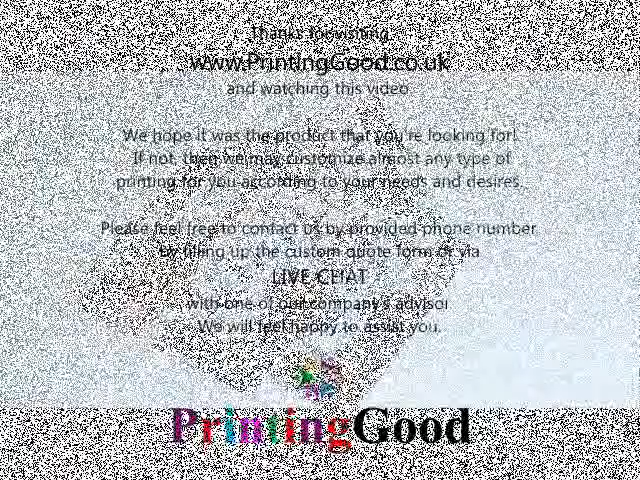 Thanks for visiting
www.PrintingGood.co.uk
and watching this video
We hope it was the product that you're looking for!
If not, then we may customize almost any type of
printing for you according to your needs and desires.
Please feel free to contact us by provided phone number
By filling up the custom quote form or via
LIVE CHAT
with one of our company's advisor
We will feel happy to assist you.
PrintingGood